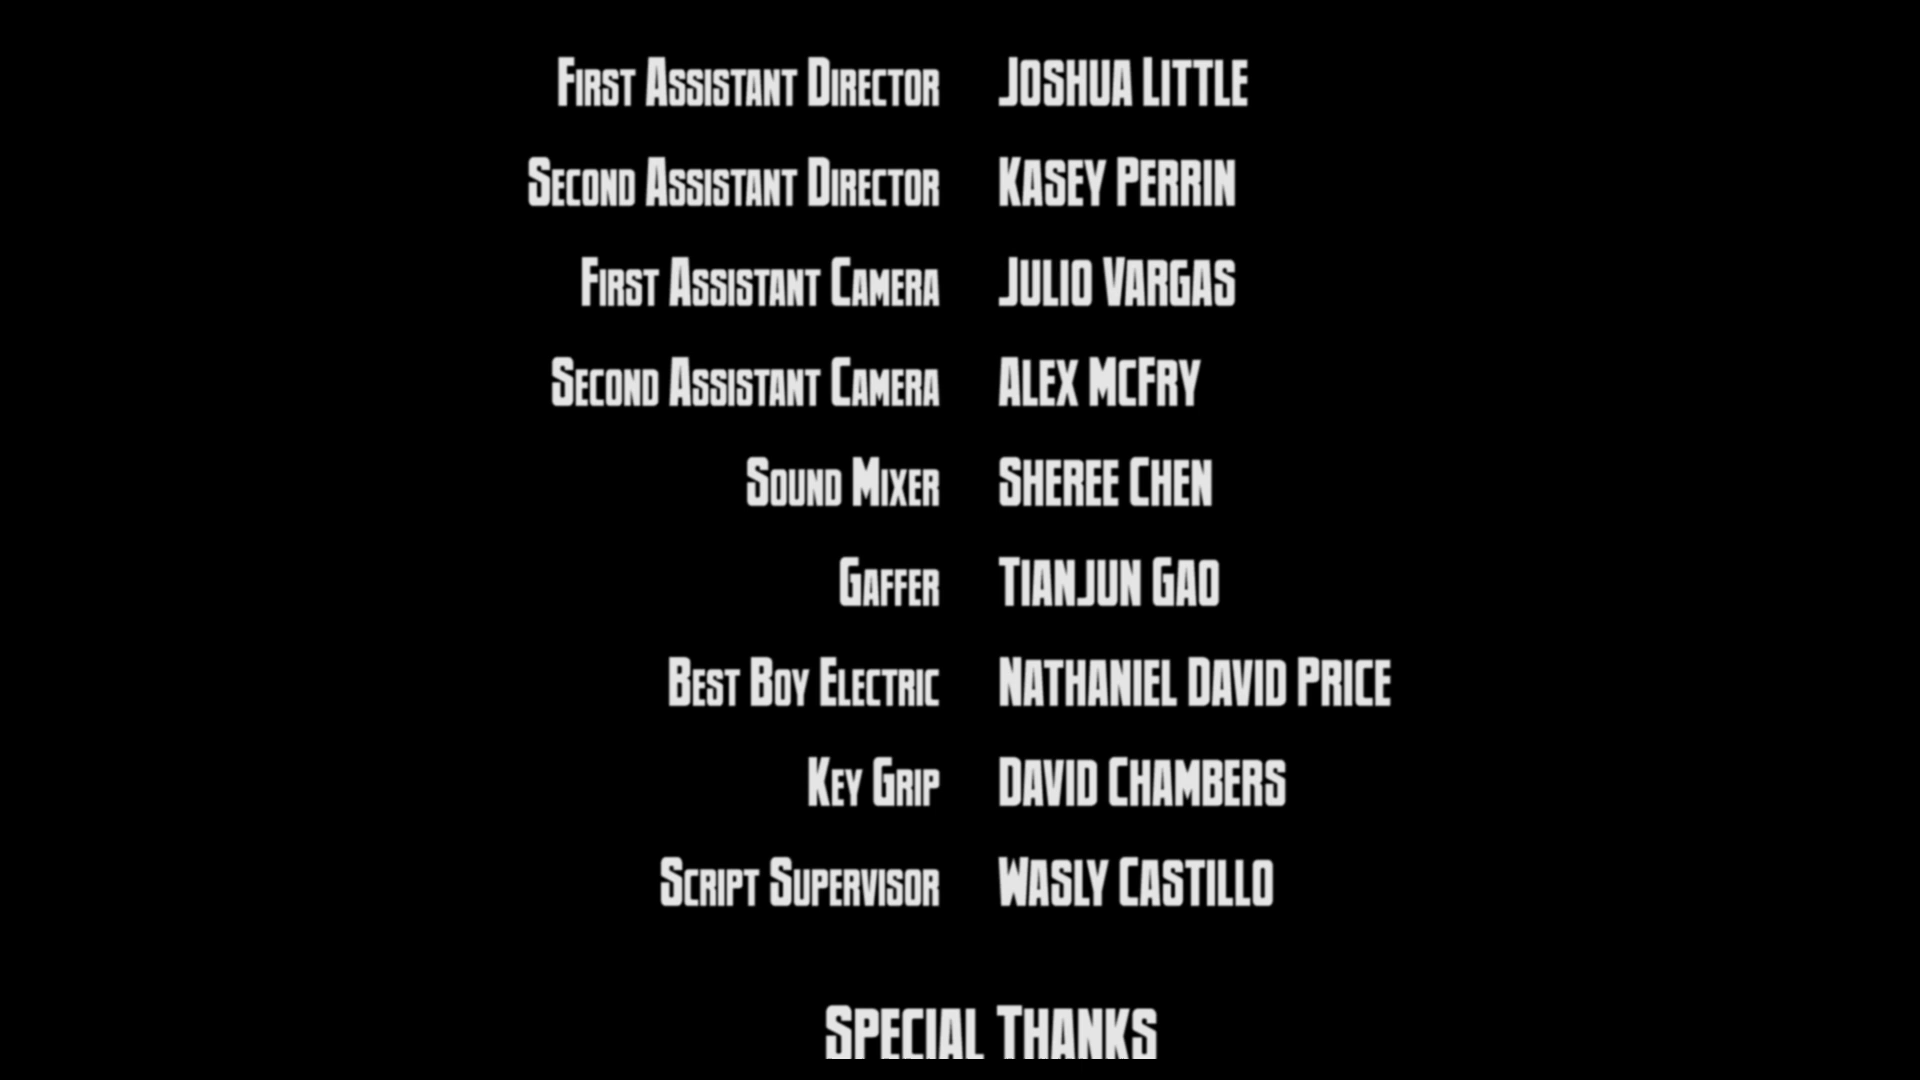 First Assistant Director Joshua Little
Second Assistant Director Kasey Perrin
First Assistant Camera Julio Vargas
Second Assistant Camera Alex McFry
Sound Mixer Sheree Chen
Gaffer Tianjun Gao
Best Boy Electric Nathaniel David Price
Key Grip David Chambers
Script Supervisor Wasly Castillo
Special Thanks